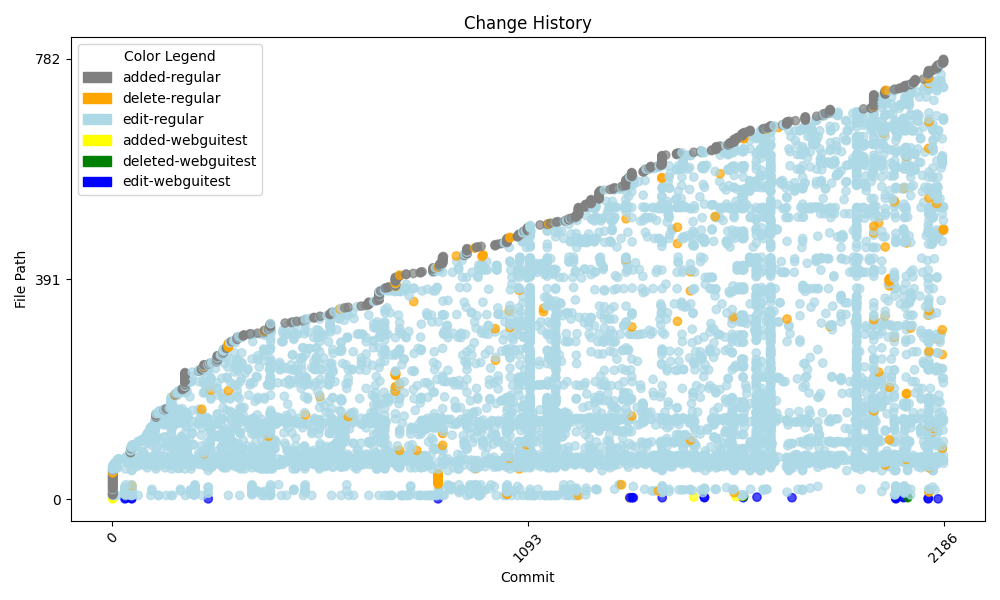 Change History
Color Legend
added-regular
delete-regular
edit-regular
added-webguitest
deleted-webguitest
edit-webguitest
782
391
0
File Path
0
1093
2186
Commit